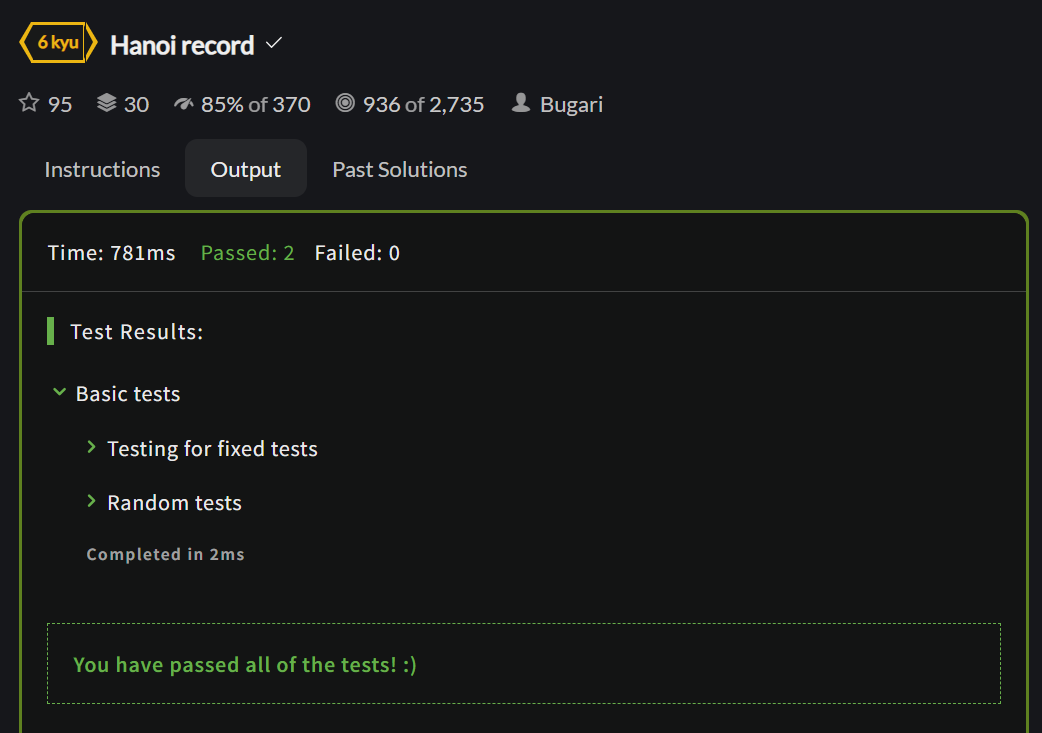 6 kyu Hanoi record
95 30 85% of 370 936 of 2,735 Bugari
Instructions Output Past Solutions
Time: 781ms Passed: 2 Failed: 0
Test Results:
Basic tests
Testing for fixed tests
Random tests
Completed in 2ms
You have passed all of the tests! :)